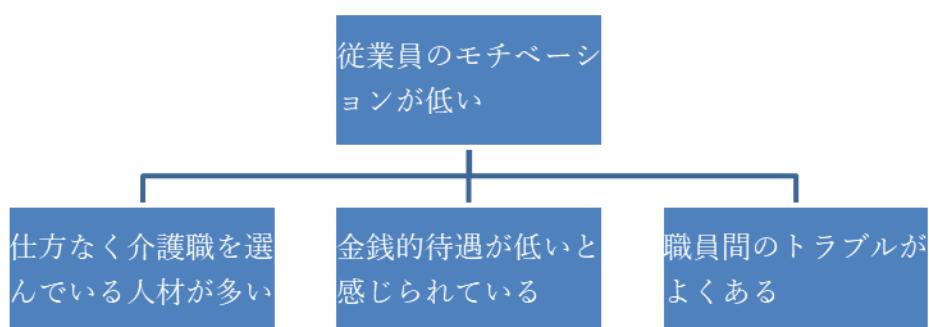 従業員のモチベーシ
ョンが低い
仕方なく介護職を選
んでいる人材が多い
金銭的待遇が低いと
感じられている
職員間のトラブルが
よくある